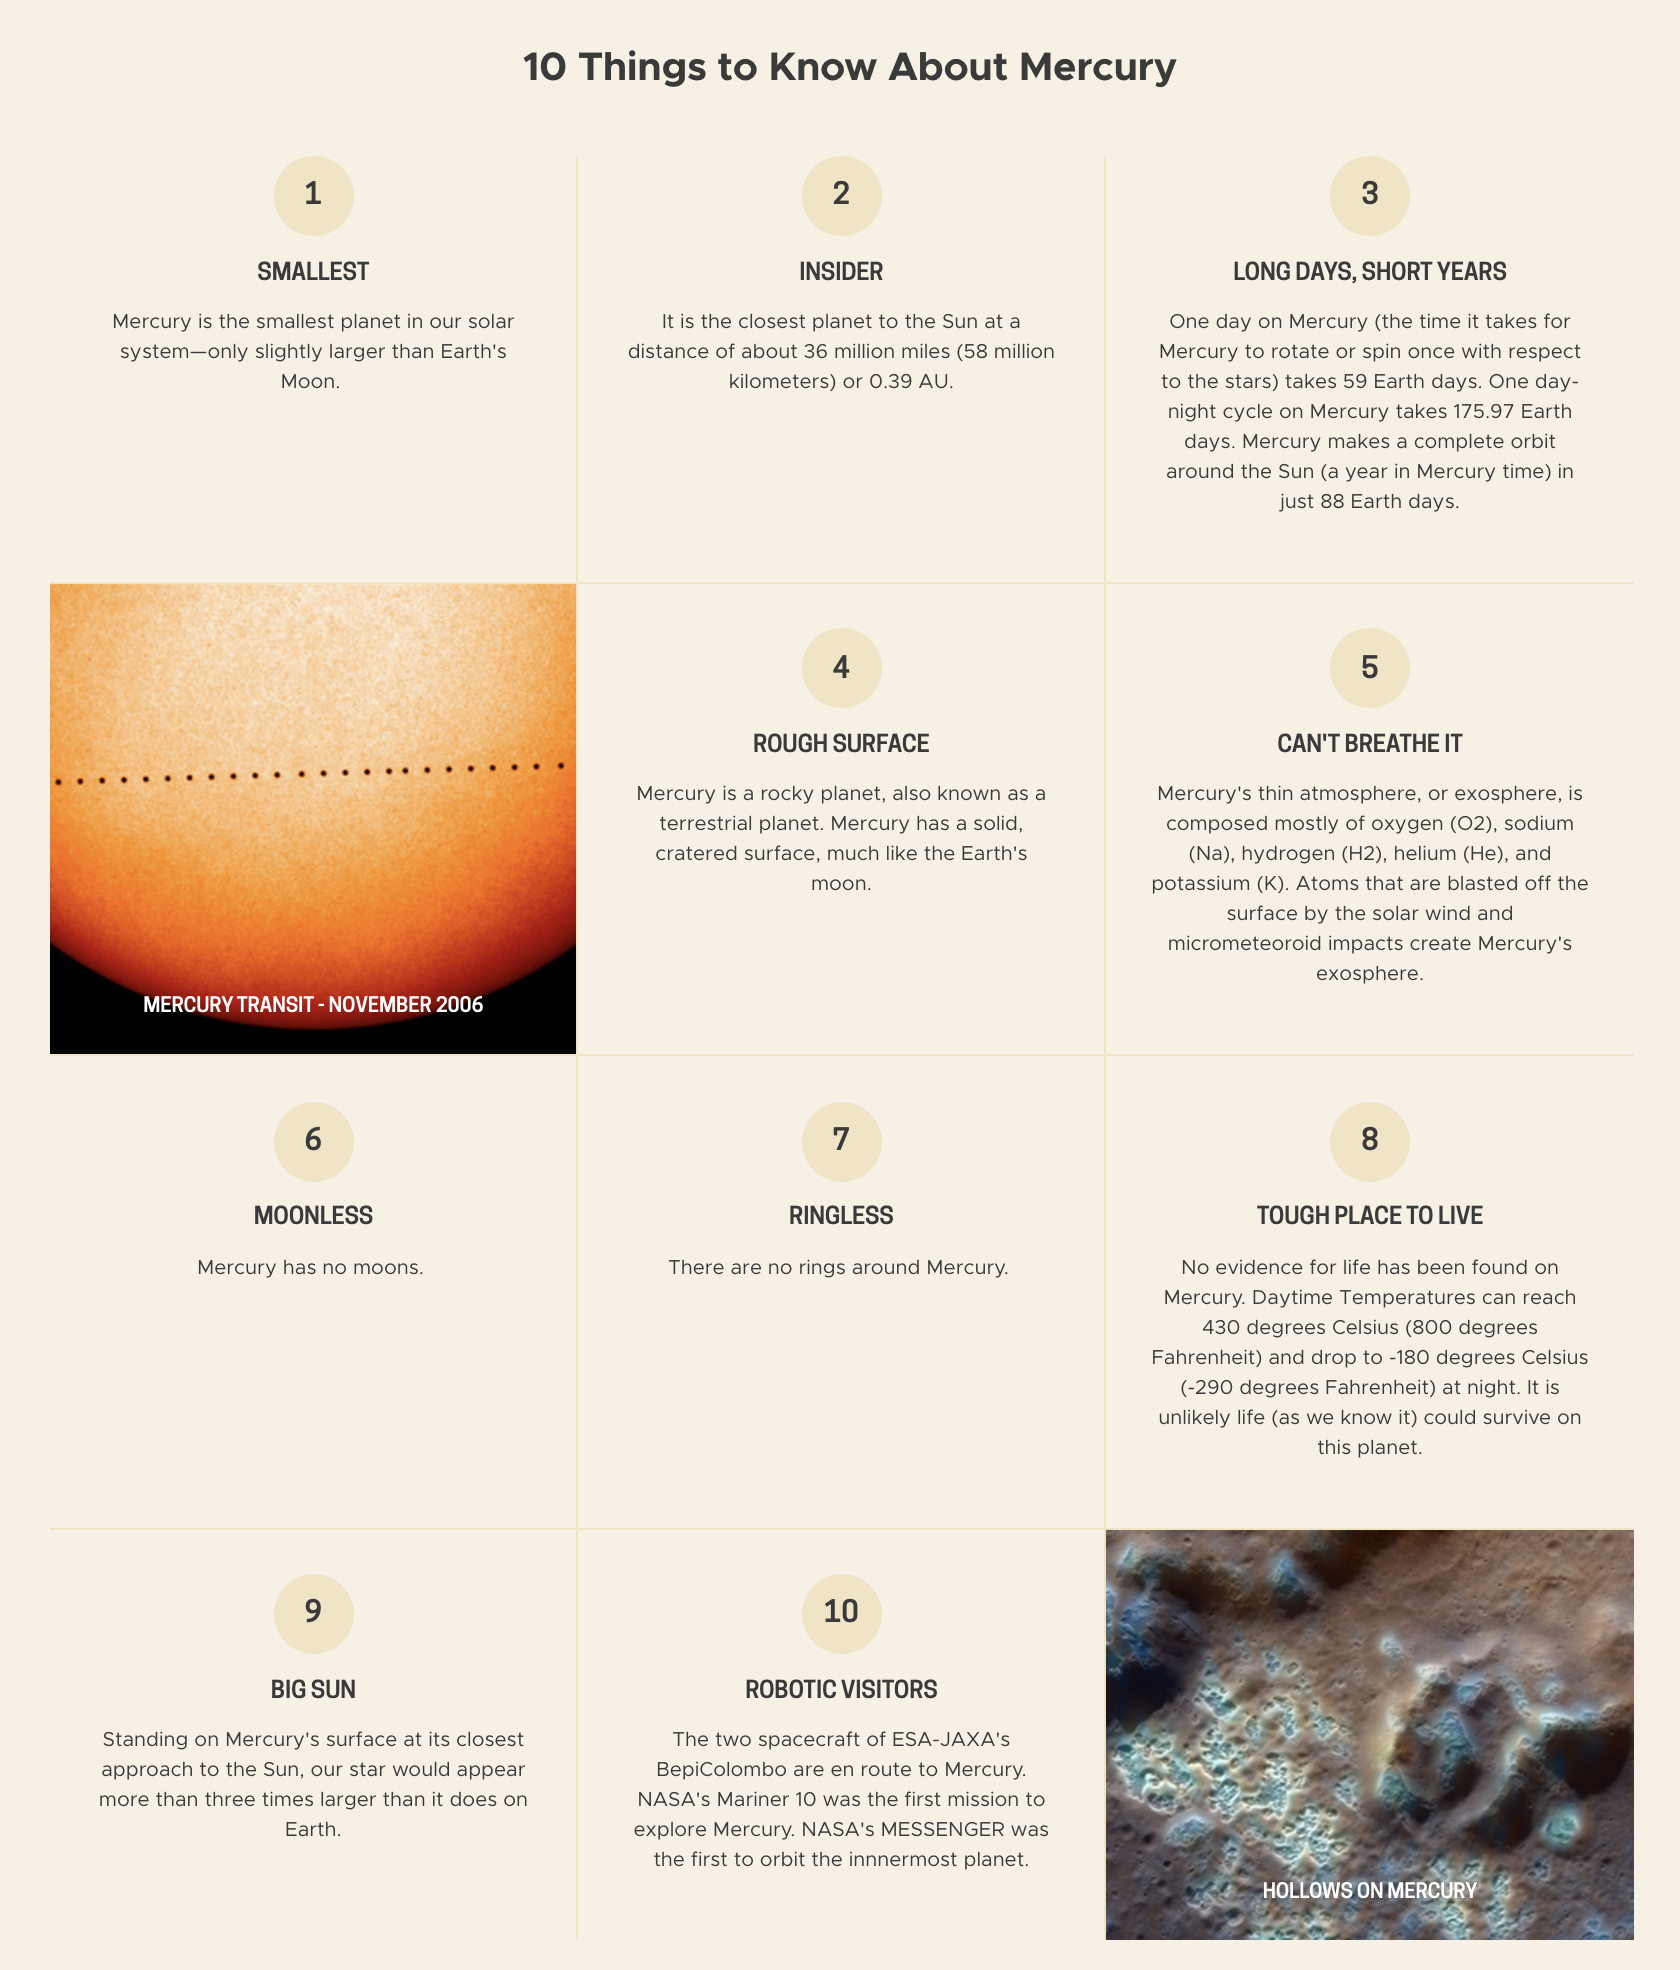 10 Things to Know About Mercury
1
SMALLEST
Mercury is the smallest planet in our solar
system—only slightly larger than Earth's
Moon.
2
INSIDER
It is the closest planet to the Sun at a
distance of about 36 million miles (58 million
kilometers) or 0.39 AU.
3
LONG DAYS, SHORT YEARS
One day on Mercury (the time it takes for
Mercury to rotate or spin once with respect
to the stars) takes 59 Earth days. One day-
night cycle on Mercury takes 175.97 Earth
days. Mercury makes a complete orbit
around the Sun (a year in Mercury time) in
just 88 Earth days.
MERCURY TRANSIT - NOVEMBER 2006
4
ROUGH SURFACE
Mercury is a rocky planet, also known as a
terrestrial planet. Mercury has a solid,
cratered surface, much like the Earth's
moon.
5
CAN'T BREATHE IT
Mercury's thin atmosphere, or exosphere, is
composed mostly of oxygen (O2), sodium
(Na), hydrogen (H2), helium (He), and
potassium (K). Atoms that are blasted off the
surface by the solar wind and
micrometeoroid impacts create Mercury's
exosphere.
6
MOONLESS
Mercury has no moons.
7
RINGLESS
There are no rings around Mercury.
8
TOUGH PLACE TO LIVE
No evidence for life has been found on
Mercury. Daytime Temperatures can reach
430 degrees Celsius (800 degrees
Fahrenheit) and drop to -180 degrees Celsius
(-290 degrees Fahrenheit) at night. It is
unlikely life (as we know it) could survive on
this planet.
9
BIG SUN
Standing on Mercury's surface at its closest
approach to the Sun, our star would appear
more than three times larger than it does on
Earth.
10
ROBOTIC VISITORS
The two spacecraft of ESA-JAXA's
BepiColombo are en route to Mercury.
NASA's Mariner 10 was the first mission to
explore Mercury. NASA's MESSENGER was
the first to orbit the innnermost planet.
HOLLOWS ON MERCURY